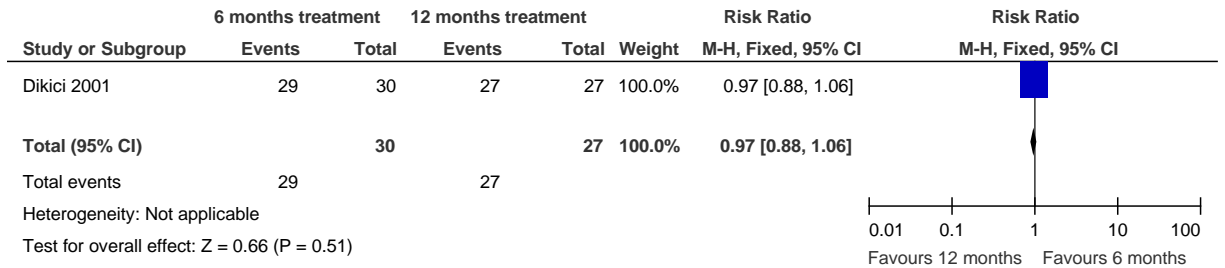 6 months treatment 12 months treatment Risk Ratio Risk Ratio
Study or Subgroup Events Total Events Total Weight M-H, Fixed, 95% CI M-H, Fixed, 95% CI
Dikici 2001 29 30 27 27 100.0% 0.97 [0.88, 1.06]
Total (95% CI) 30 27 100.0% 0.97 [0.88, 1.06]
Total events 29 27
Heterogeneity: Not applicable
Test for overall effect: Z = 0.66 (P = 0.51)
0.01 0.1 1 10 100
Favours 12 months Favours 6 months